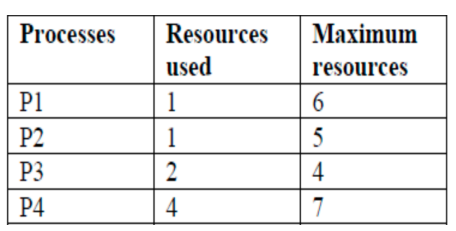 Processes Resources used Maximum resources
P1 1 6
P2 1 5
P3 2 4
P4 4 7